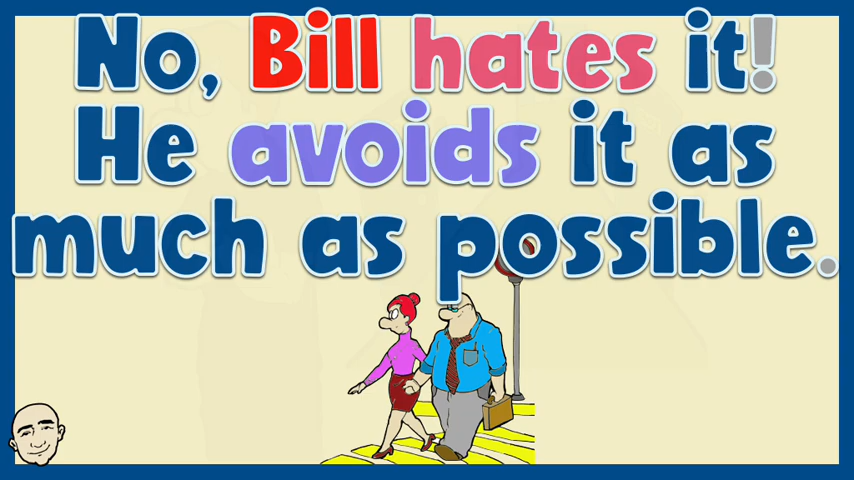 No, Bill hates it!
He avoids it as
much as possible.